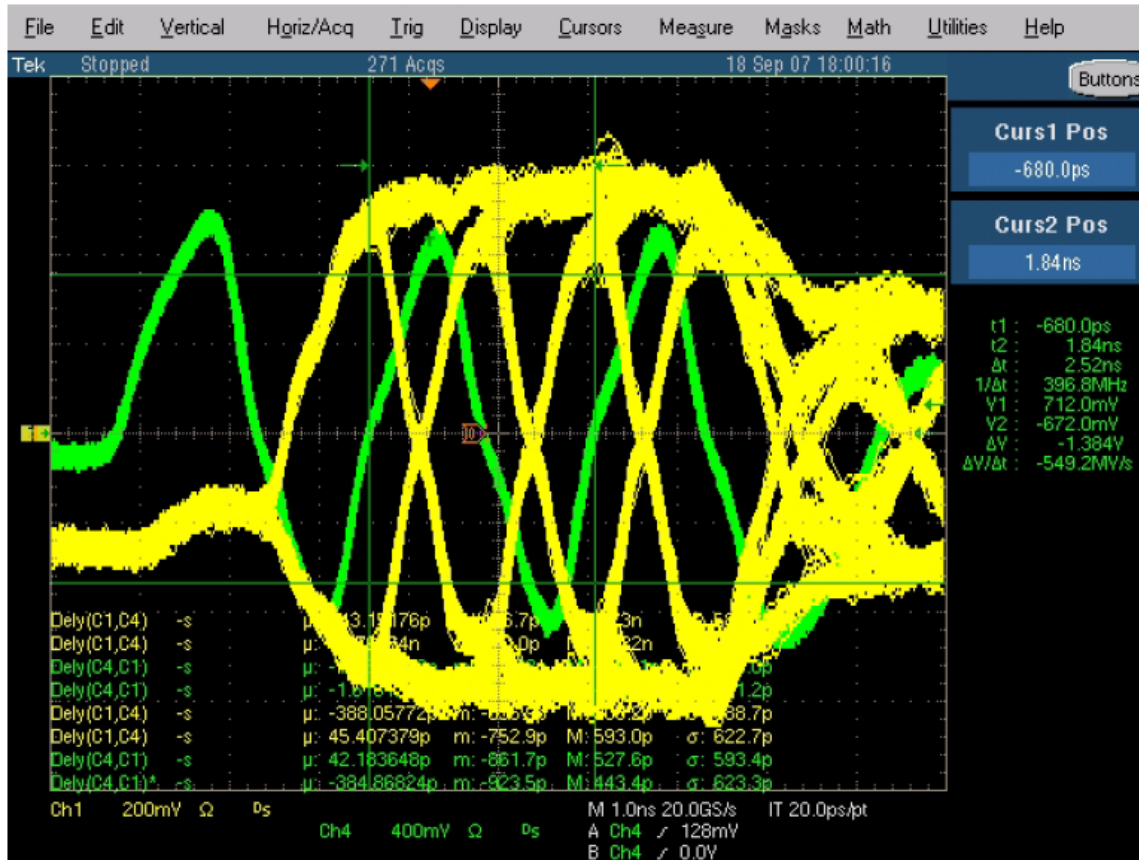 File Edit Vertical Horiz/Acq Trig Display Cursors Measure Masks Math Utilities Help
Tek Stopped 271 Acqs 18 Sep 07 18:00:16
Buttons
Curs1 Pos
-680.0ps
Curs2 Pos
1.84ns
t1 : -680.0ps
t2 : 1.84ns
Δt : 2.52ns
1/Δt : 396.8MHz
V1 : 712.0mV
V2 : -672.0mV
ΔV : -1.384V
ΔV/Δt : -549.2MV/s
Dely(C1,C4) -s
Dely(C1,C4) -s
Dely(C4,C1) -s
Dely(C4,C1) -s
Dely(C1,C4) -s μ: -388.05772p
Dely(C1,C4) -s μ: 45.407379p m: -752.9p M: 593.0p σ: 622.7p
Dely(C4,C1) -s μ: 42.183648p m: -861.7p M: 527.6p σ: 593.4p
Dely(C4,C1)* -s μ: -384.86824p m: -923.5p M: 443.4p σ: 623.3p
Ch1 200mV Ω Ds M 1.0ns 20.0GS/s IT 20.0ps/pt
Ch4 400mV Ω Ds A Ch4 ∕ 128mV
B Ch4 ∕ 0.0V